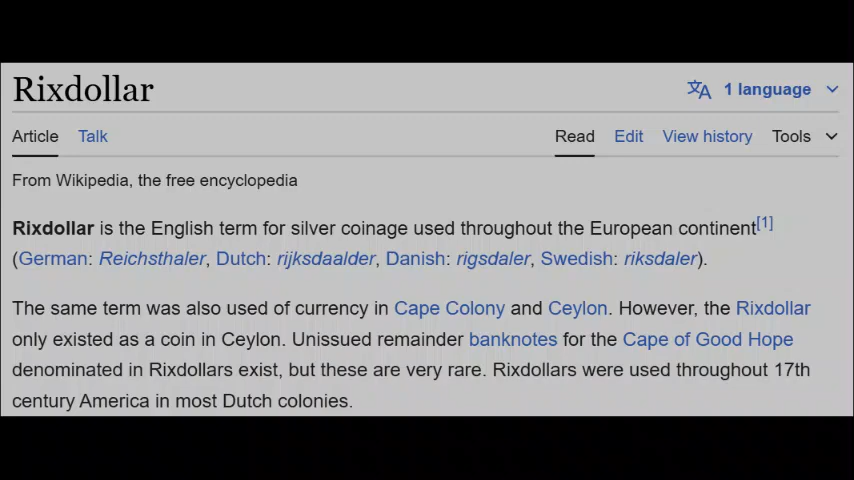 Rixdollar
1 language
Article Talk Read Edit View history Tools
From Wikipedia, the free encyclopedia
Rixdollar is the English term for silver coinage used throughout the European continent[1]
(German: Reichsthaler, Dutch: rijksdaalder, Danish: rigsdaler, Swedish: riksdaler).
The same term was also used of currency in Cape Colony and Ceylon. However, the Rixdollar
only existed as a coin in Ceylon. Unissued remainder banknotes for the Cape of Good Hope
denominated in Rixdollars exist, but these are very rare. Rixdollars were used throughout 17th
century America in most Dutch colonies.